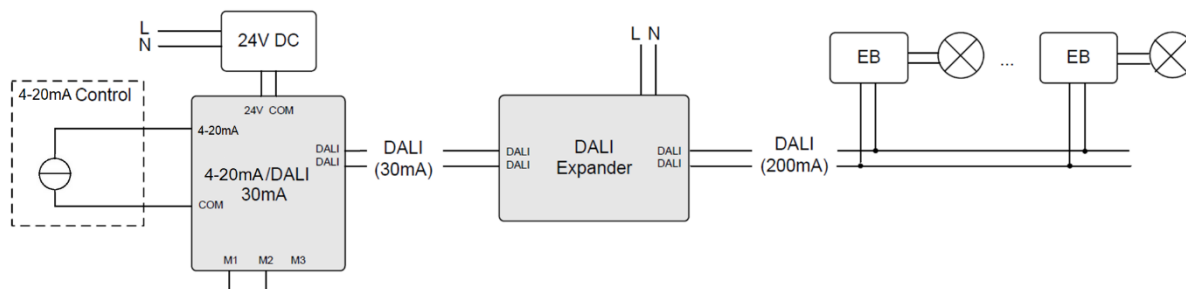 L
N
24V DC
4-20mA Control
24V COM
4-20mA
DALI
DALI
4-20mA/DALI
30mA
COM
M1 M2 M3
DALI
(30mA)
L N
DALI
DALI
DALI
Expander
DALI
DALI
DALI
(200mA)
EB
...
EB